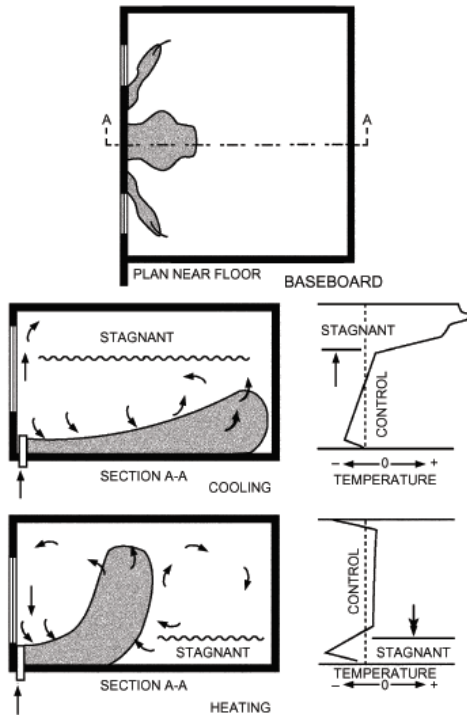 A A
PLAN NEAR FLOOR
BASEBOARD
STAGNANT
SECTION A-A
COOLING
STAGNANT
CONTROL
– 0 +
TEMPERATURE
STAGNANT
SECTION A-A
HEATING
CONTROL
STAGNANT
TEMPERATURE
– 0 +